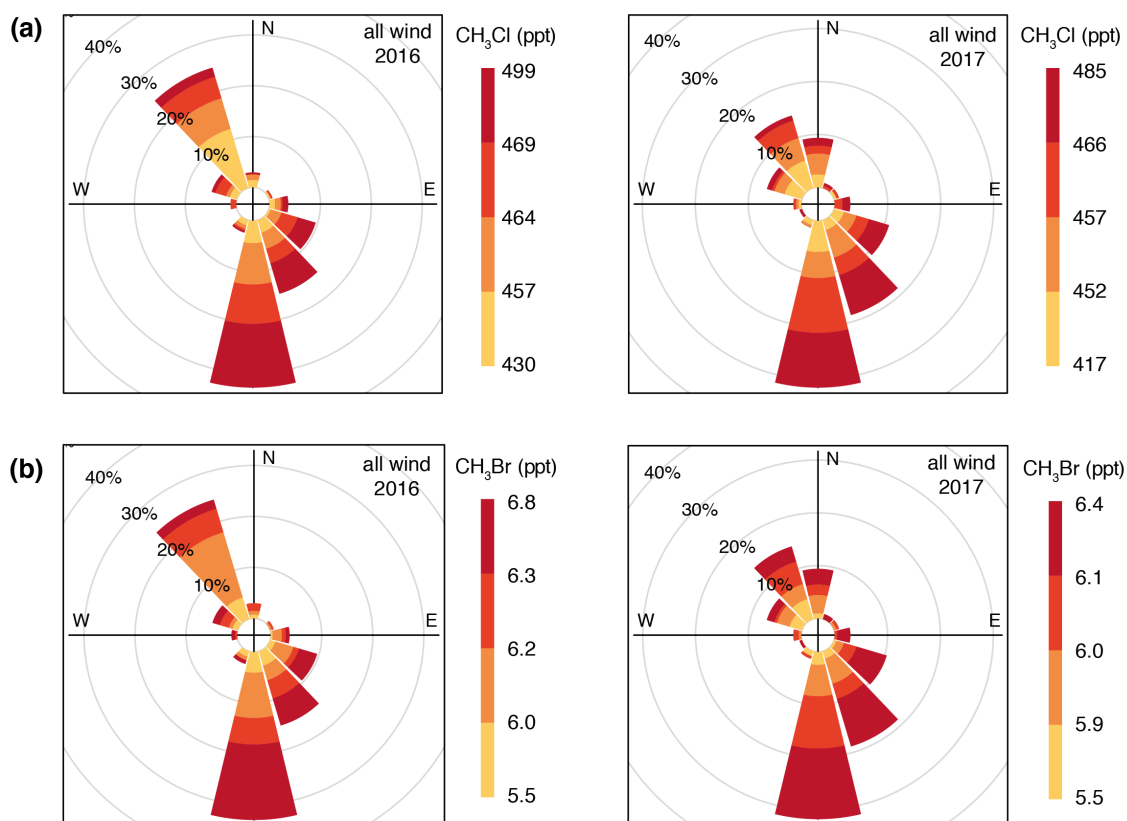 (a)
N
all wind
2016
40%
30%
20%
10%
W
E
CH₃Cl (ppt)
499
469
464
457
430
N
all wind
2017
40%
30%
20%
10%
W
E
CH₃Cl (ppt)
485
466
457
452
417
(b)
N
all wind
2016
40%
30%
20%
10%
W
E
CH₃Br (ppt)
6.8
6.3
6.2
6.0
5.5
N
all wind
2017
40%
30%
20%
10%
W
E
CH₃Br (ppt)
6.4
6.1
6.0
5.9
5.5